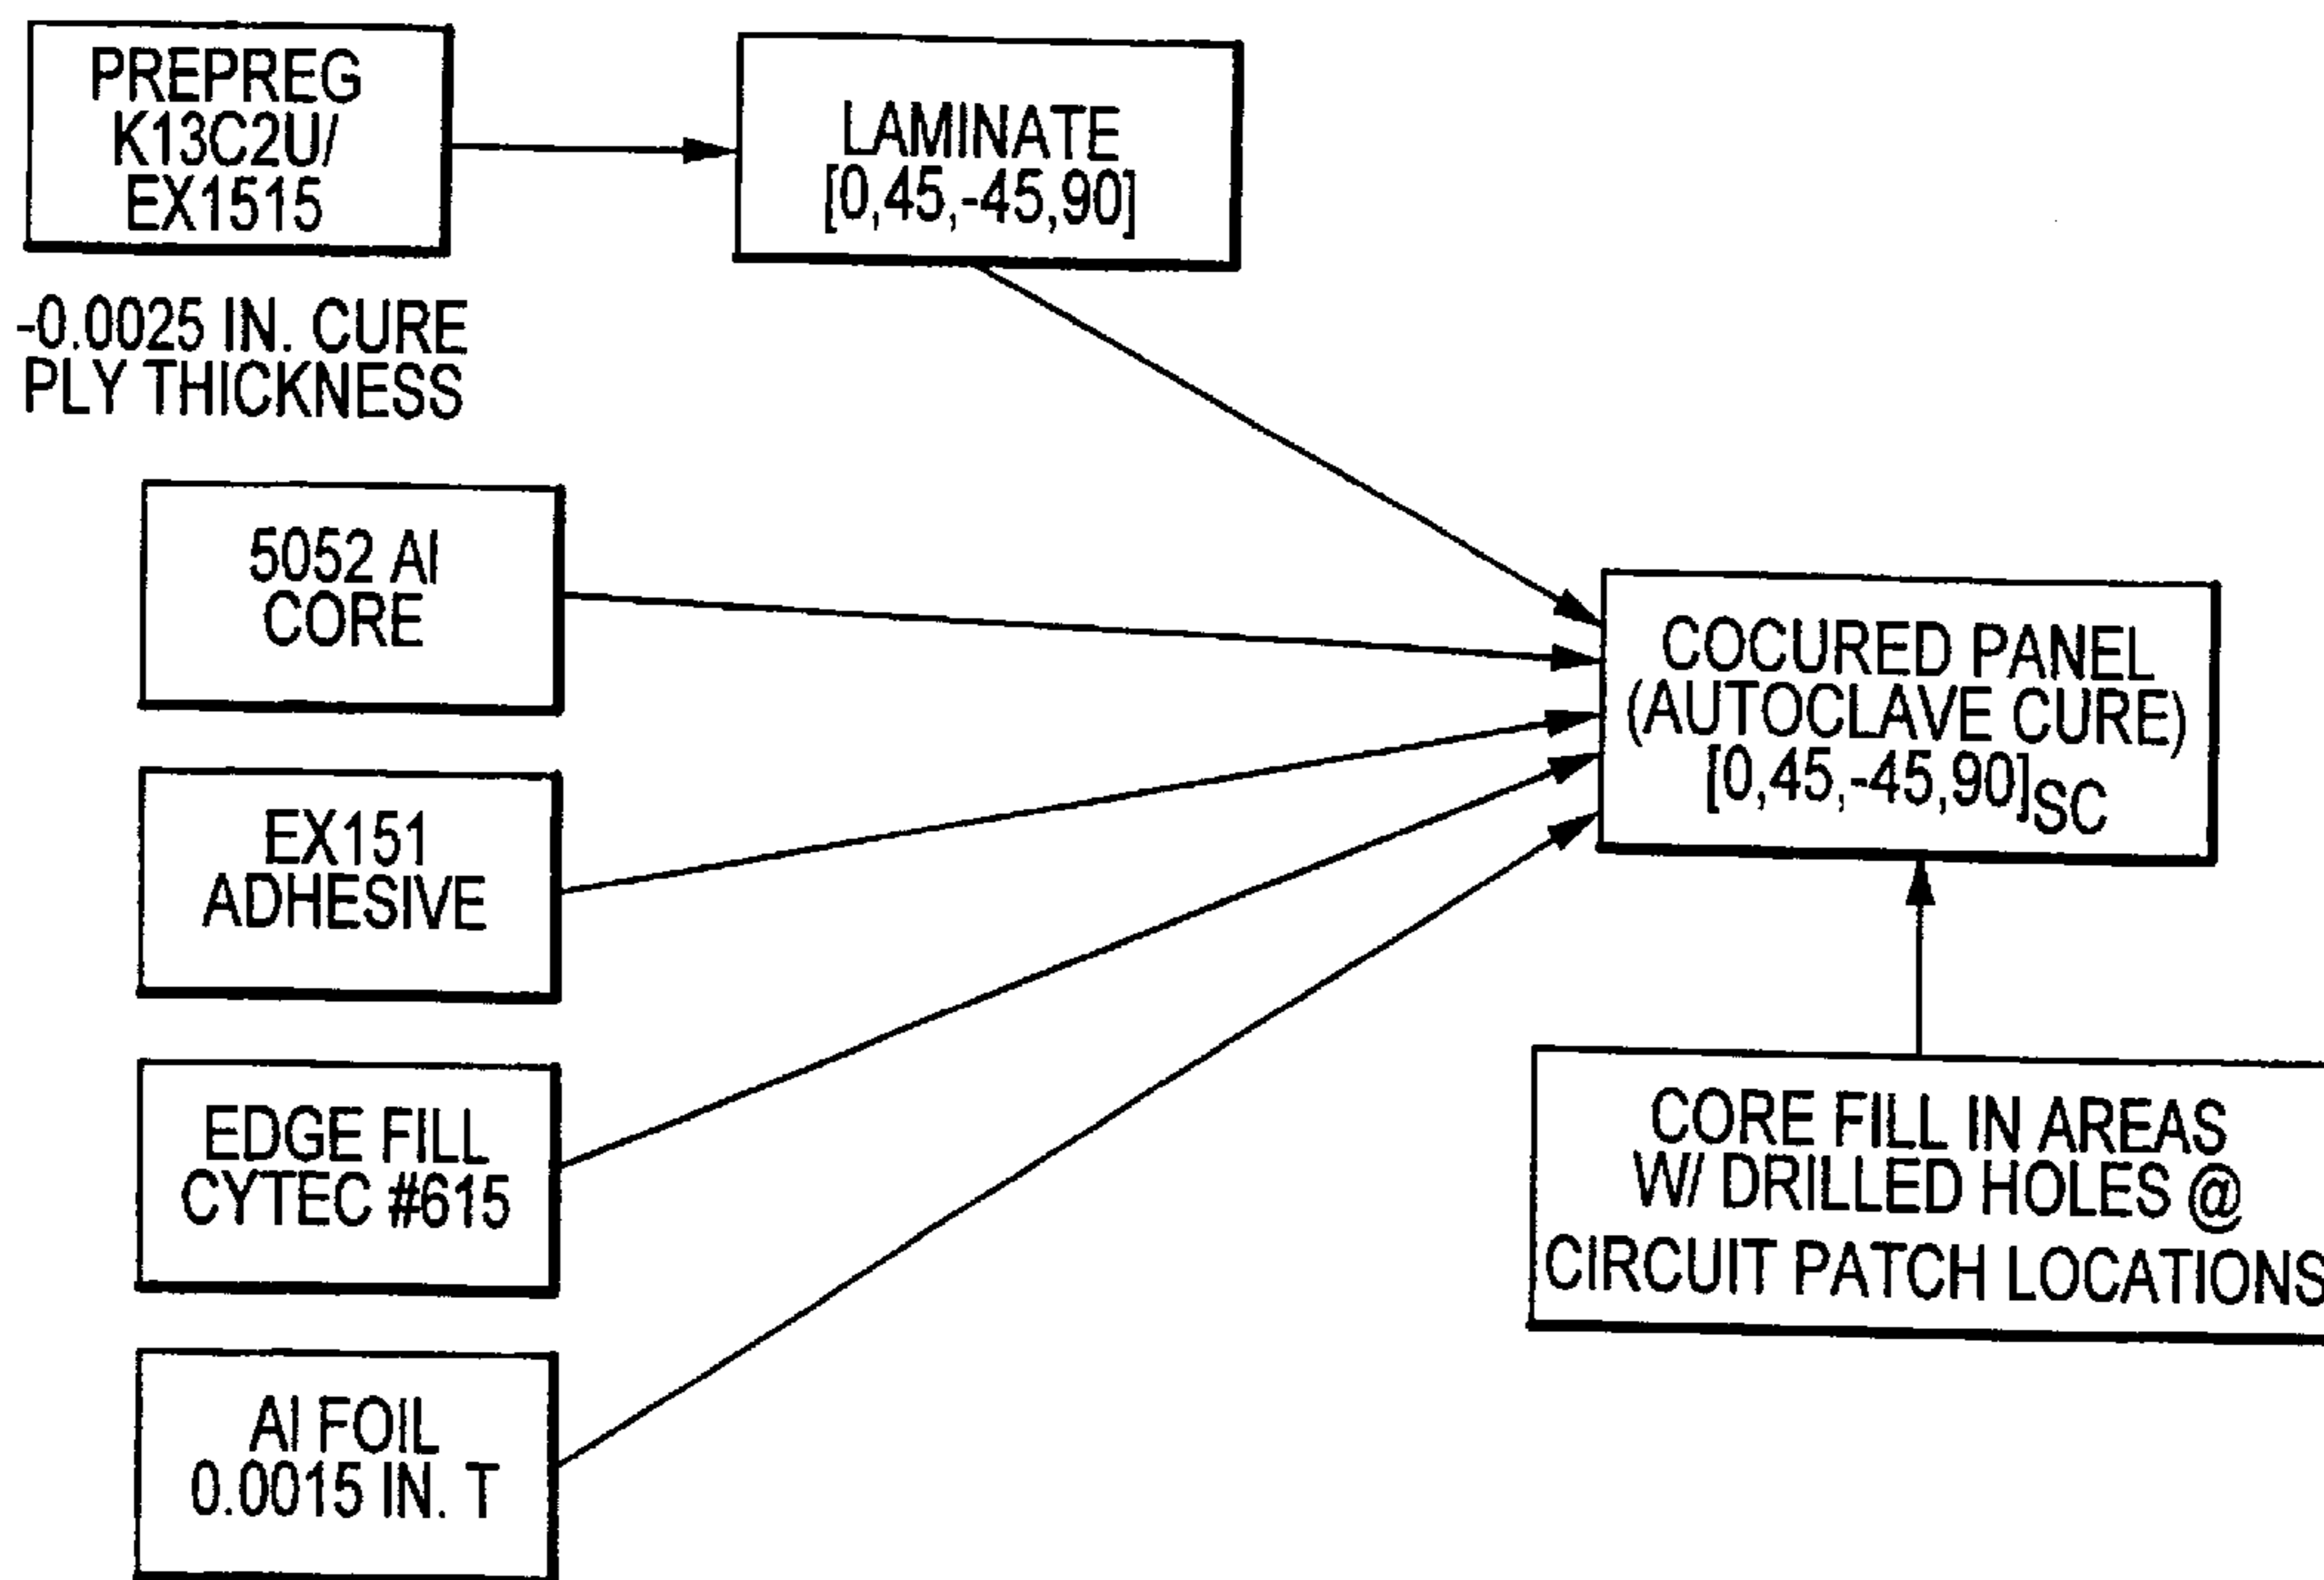 PREPREG
K13C2U/
EX1515
LAMINATE
[0,45,-45,90]
-0.0025 IN. CURE
PLY THICKNESS
5052 Al
CORE
COCURED PANEL
(AUTOCLAVE CURE)
[0,45,-45,90]SC
EX151
ADHESIVE
EDGE FILL
CYTEC #615
CORE FILL IN AREAS
W/ DRILLED HOLES @
CIRCUIT PATCH LOCATIONS
Al FOIL
0.0015 IN. T